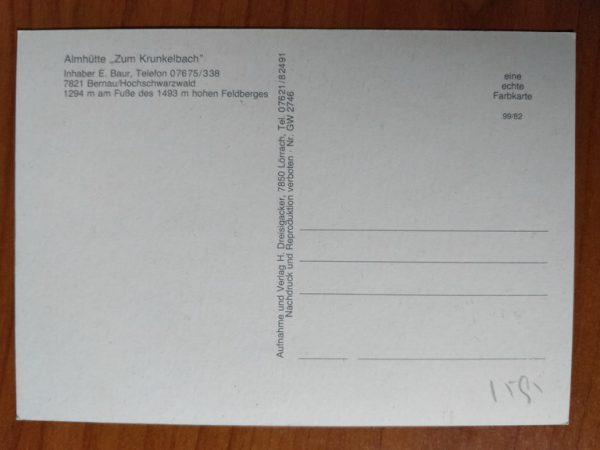 Almhütte „Zum Krunkelbach"
Inhaber E. Baur, Telefon 07675/338
7821 Bernau/Hochschwarzwald
1294 m am Fuße des 1493 m hohen Feldberges
Aufnahme und Verlag H. Dreisigacker, 7850 Lörrach, Tel. 07621/82491
Nachdruck und Reproduktion verboten · Nr. GW 2746
eine
echte
Farbkarte
99/82